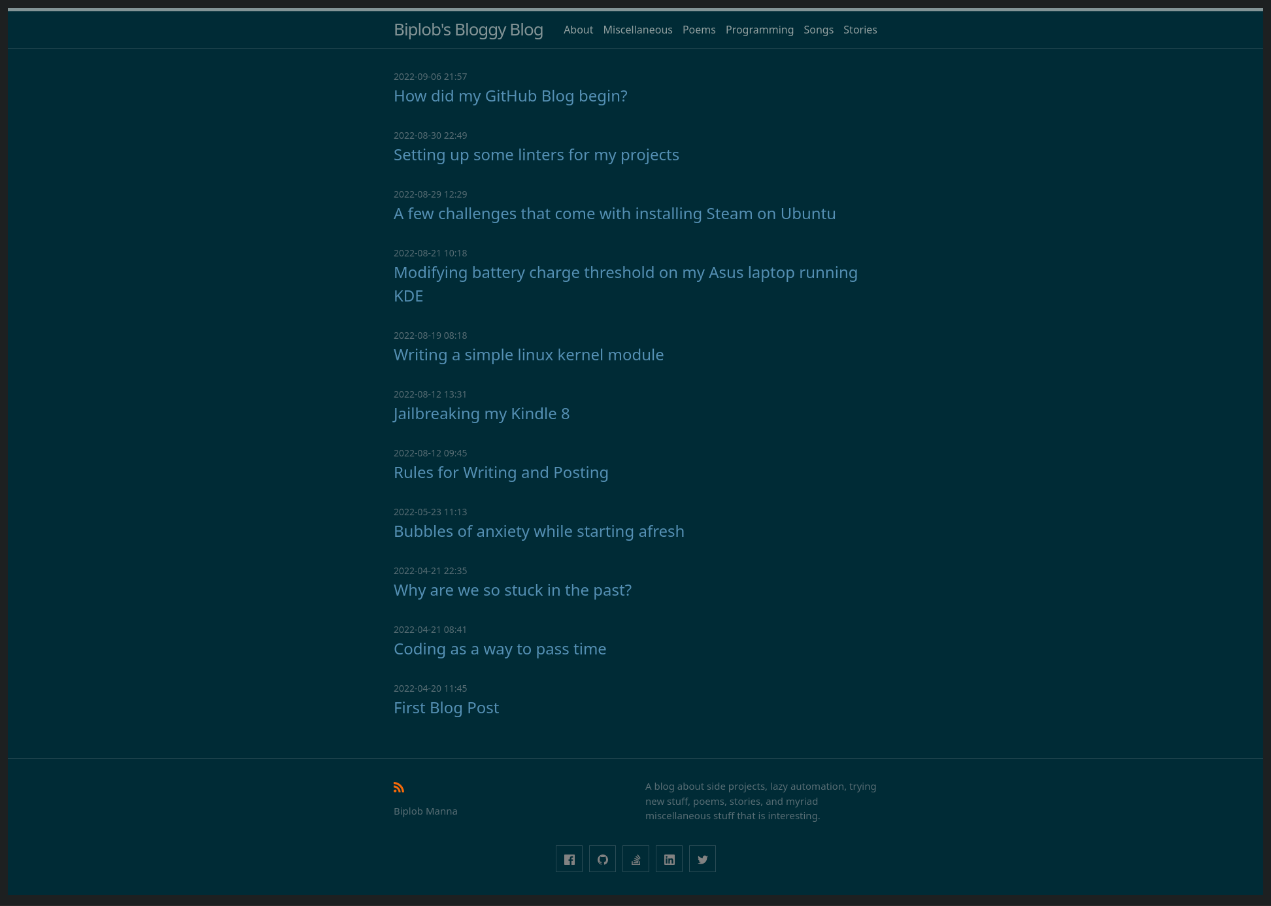 Biplob's Bloggy Blog
About Miscellaneous Poems Programming Songs Stories
2022-09-06 21:57
How did my GitHub Blog begin?
2022-08-30 22:49
Setting up some linters for my projects
2022-08-29 12:29
A few challenges that come with installing Steam on Ubuntu
2022-08-21 10:18
Modifying battery charge threshold on my Asus laptop running
KDE
2022-08-19 08:18
Writing a simple linux kernel module
2022-08-12 13:31
Jailbreaking my Kindle 8
2022-08-12 09:45
Rules for Writing and Posting
2022-05-23 11:13
Bubbles of anxiety while starting afresh
2022-04-21 22:35
Why are we so stuck in the past?
2022-04-21 08:41
Coding as a way to pass time
2022-04-20 11:45
First Blog Post
Biplob Manna
A blog about side projects, lazy automation, trying
new stuff, poems, stories, and myriad
miscellaneous stuff that is interesting.